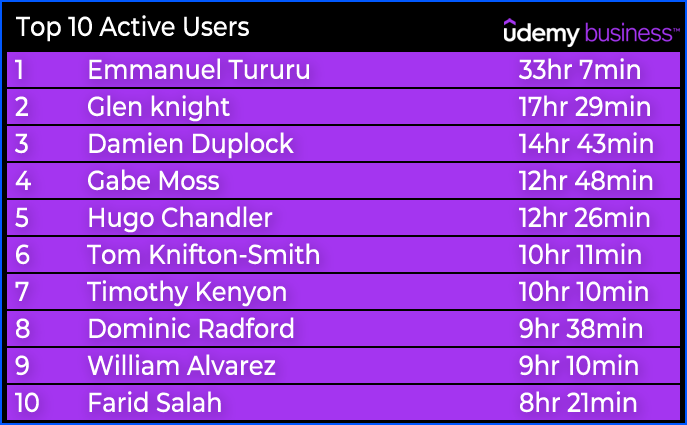 Top 10 Active Users ûdemy business™
1 Emmanuel Tururu 33hr 7min
2 Glen knight 17hr 29min
3 Damien Duplock 14hr 43min
4 Gabe Moss 12hr 48min
5 Hugo Chandler 12hr 26min
6 Tom Knifton-Smith 10hr 11min
7 Timothy Kenyon 10hr 10min
8 Dominic Radford 9hr 38min
9 William Alvarez 9hr 10min
10 Farid Salah 8hr 21min